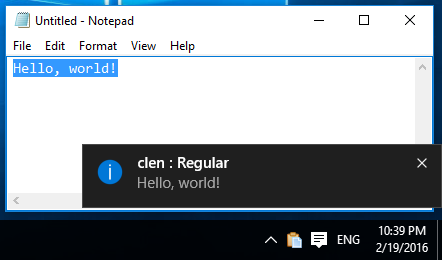 Untitled - Notepad
File Edit Format View Help
Hello, world!
clen : Regular
Hello, world!
ENG
10:39 PM
2/19/2016